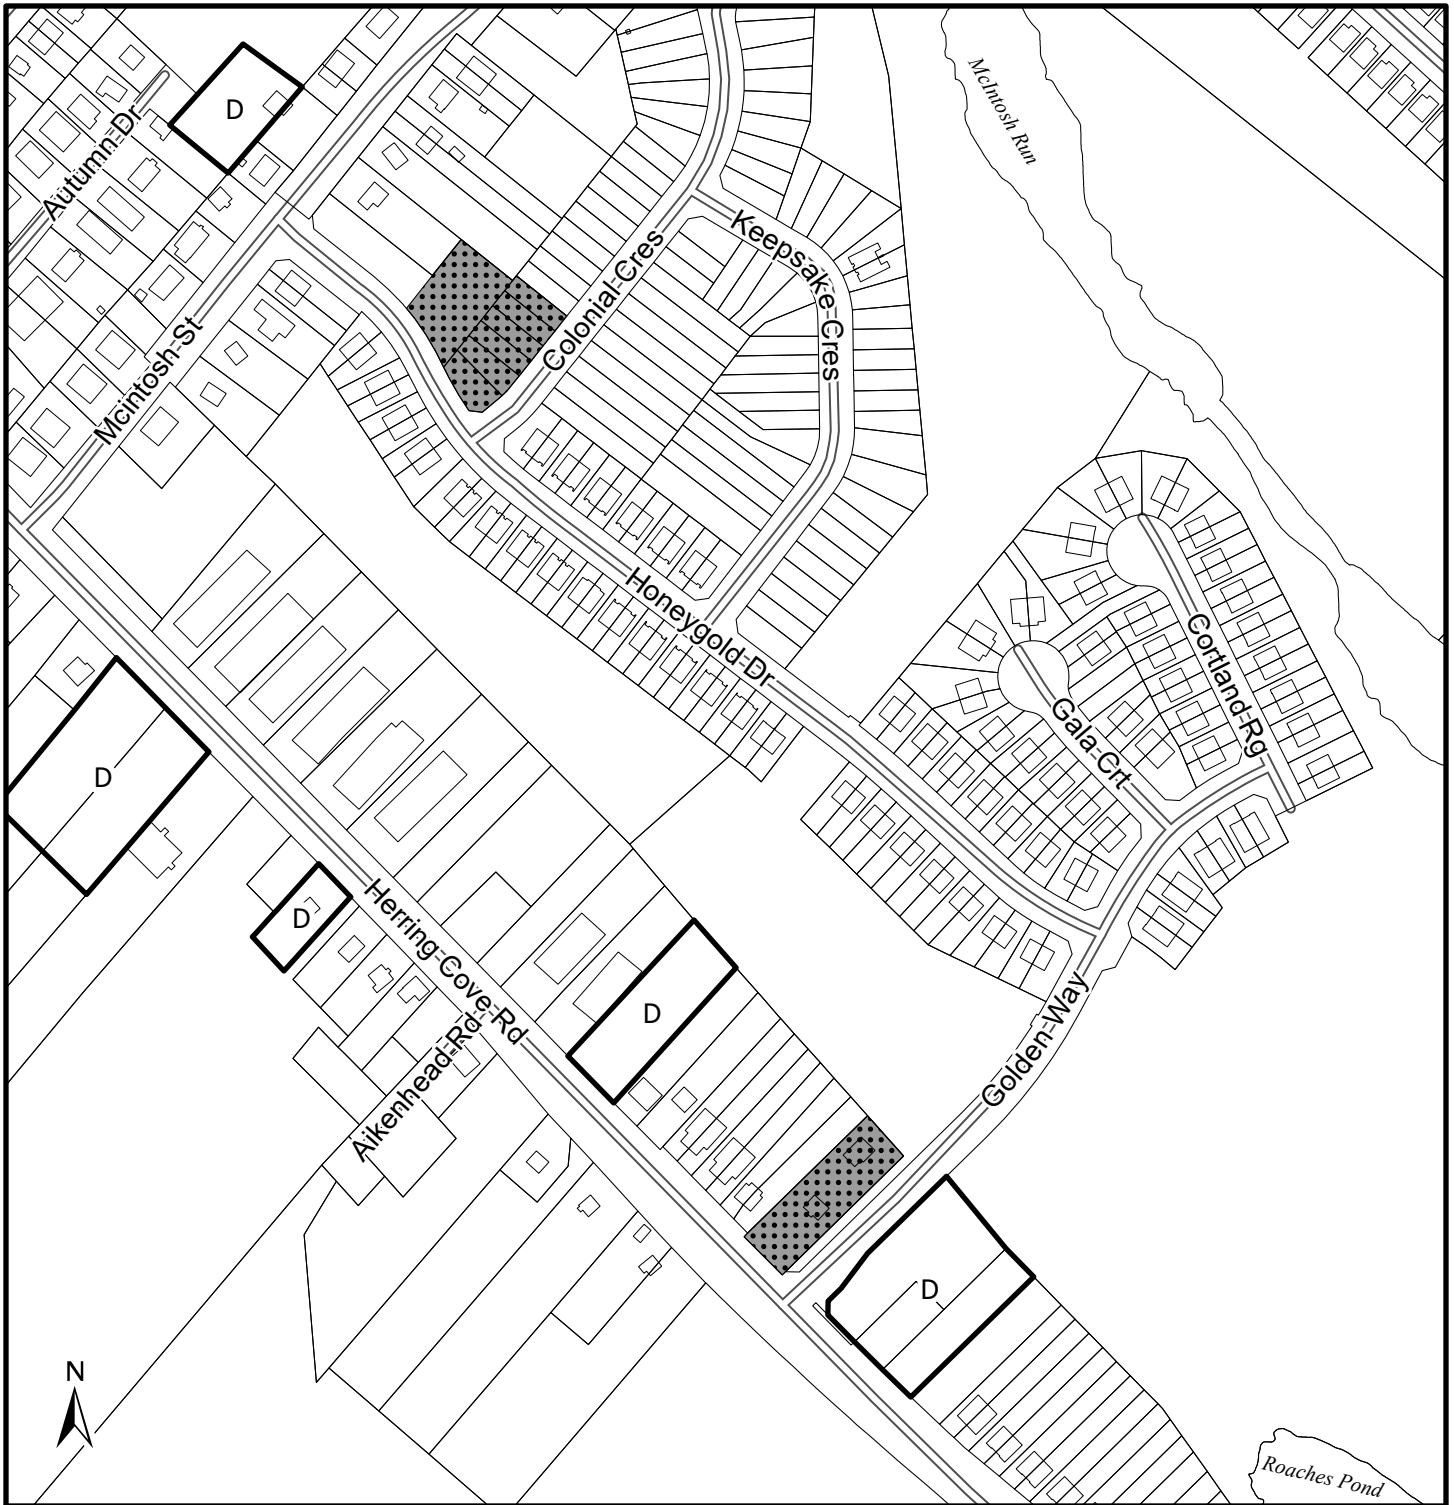 McIntosh Run
D
Autumn Dr
Keepsake Cres
Colonial Cres
Mcintosh St
Honeygold Dr
Cortland Rg
Gala Crt
D
D
Herring Cove Rd
D
Aikenhead Rd
Golden Way
D
N
Roaches Pond